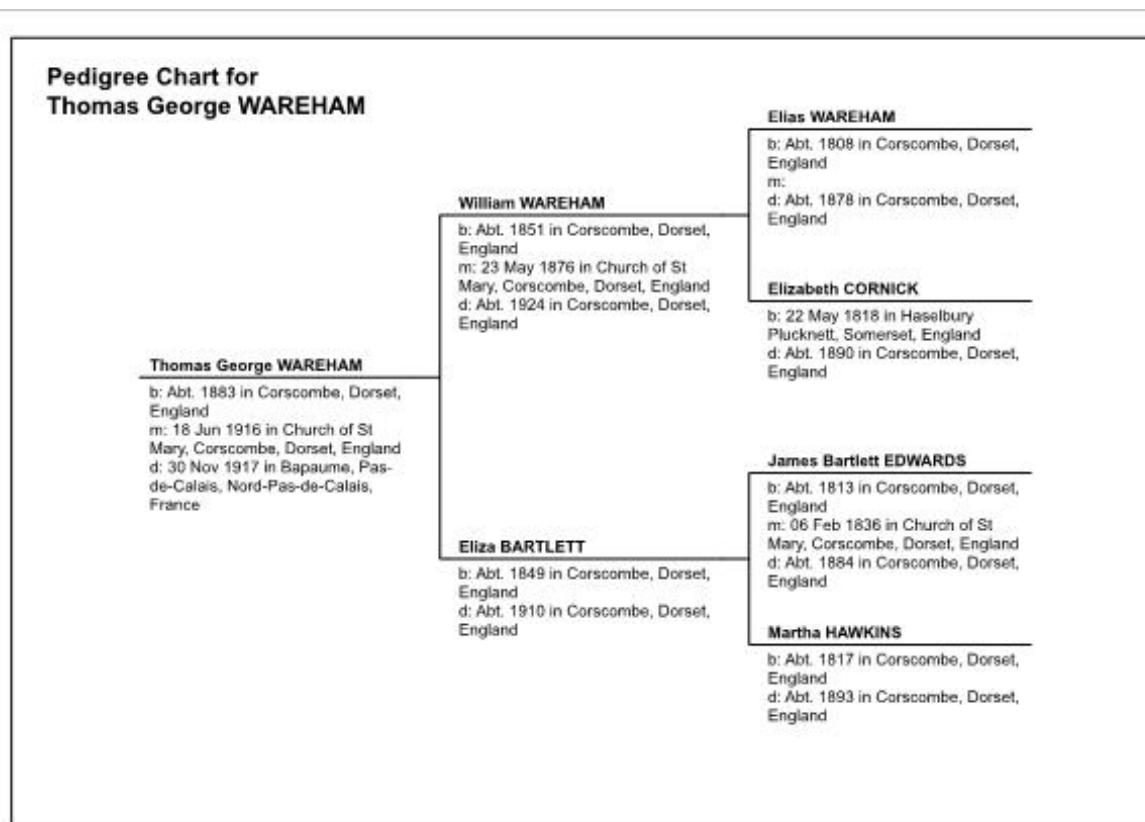 Pedigree Chart for
Thomas George WAREHAM
Elias WAREHAM
b: Abt. 1808 in Corscombe, Dorset,
England
m:
d: Abt. 1878 in Corscombe, Dorset,
England
William WAREHAM
b: Abt. 1851 in Corscombe, Dorset,
England
m: 23 May 1876 in Church of St
Mary, Corscombe, Dorset, England
d: Abt. 1924 in Corscombe, Dorset,
England
Elizabeth CORNICK
b: 22 May 1818 in Haselbury
Plucknett, Somerset, England
d: Abt. 1890 in Corscombe, Dorset,
England
Thomas George WAREHAM
b: Abt. 1883 in Corscombe, Dorset,
England
m: 18 Jun 1916 in Church of St
Mary, Corscombe, Dorset, England
d: 30 Nov 1917 in Bapaume, Pas-
de-Calais, Nord-Pas-de-Calais,
France
James Bartlett EDWARDS
b: Abt. 1813 in Corscombe, Dorset,
England
m: 06 Feb 1836 in Church of St
Mary, Corscombe, Dorset, England
d: Abt. 1884 in Corscombe, Dorset,
England
Eliza BARTLETT
b: Abt. 1849 in Corscombe, Dorset,
England
d: Abt. 1910 in Corscombe, Dorset,
England
Martha HAWKINS
b: Abt. 1817 in Corscombe, Dorset,
England
d: Abt. 1893 in Corscombe, Dorset,
England